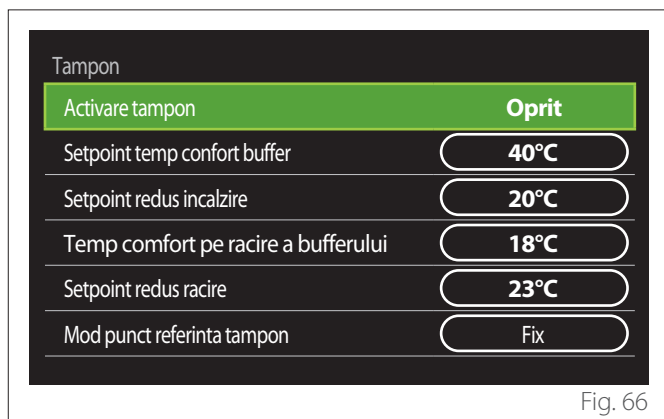 Tampon
Activare tampon Oprit
Setpoint temp confort buffer 40°C
Setpoint redus incalzire 20°C
Temp comfort pe racire a bufferului 18°C
Setpoint redus racire 23°C
Mod punct referinta tampon Fix
Fig. 66